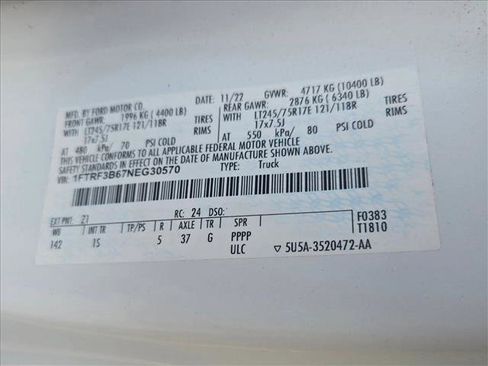 MFD. BY FORD MOTOR CO.
DATE: 11/22 GVWR: 4717 KG (10400 LB)
FRONT GAWR: 1996 KG (4400 LB) REAR GAWR: 2876 KG (6340 LB)
WITH LT245/75R17E 121/118R TIRES WITH LT245/75R17E 121/118R TIRES
17x7.5J RIMS 17x7.5J RIMS
AT 480 kPa/ 70 PSI COLD AT 550 kPa/ 80 PSI COLD
THIS VEHICLE CONFORMS TO ALL APPLICABLE FEDERAL MOTOR VEHICLE
SAFETY STANDARDS IN EFFECT ON THE DATE OF MANUFACTURE SHOWN ABOVE.
1FTRF3B67NEG30570 TYPE: Truck
EXT PNT: Z1 RC: 24 DSO: F0383
WB INT TR TP/PS R AXLE TR SPR T1810
142 IS 5 37 G PPPP
ULC ▽ 5U5A-3520472-AA